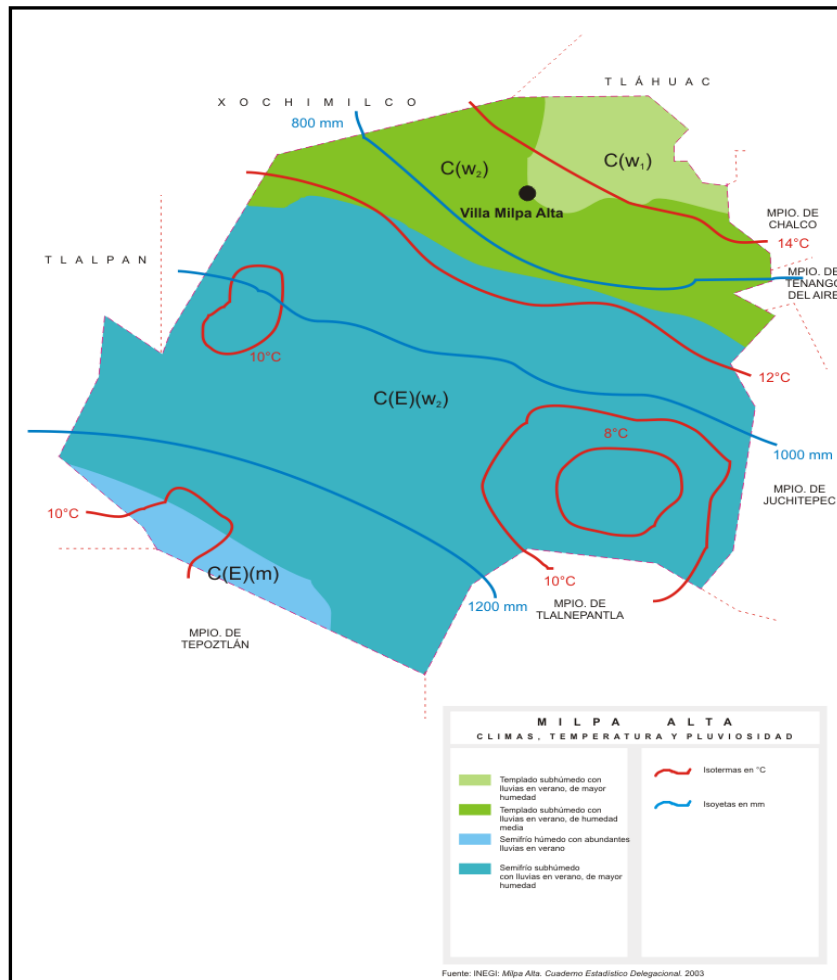 TLÁHUAC
XOCHIMILCO
800 mm
C(w₂)
C(w₁)
Villa Milpa Alta
MPIO. DE
CHALCO
14°C
TLALPAN
MPIO. DE
TENANGO
DEL AIRE
10°C
12°C
C(E)(w₂)
8°C
1000 mm
MPIO. DE
JUCHITEPEC
10°C
C(E)(m)
10°C
1200 mm
MPIO. DE
TLALNEPANTLA
MPIO. DE
TEPOZTLÁN
MILPA ALTA
CLIMAS, TEMPERATURA Y PLUVIOSIDAD
Templado subhúmedo con
lluvias en verano, de mayor
humedad
Templado subhúmedo con
lluvias en verano, de humedad
media
Semifrío húmedo con abundantes
lluvias en verano
Semifrío subhúmedo
con lluvias en verano, de mayor
humedad
Isotermas en °C
Isoyetas en mm
Fuente: INEGI: Milpa Alta. Cuaderno Estadístico Delegacional. 2003